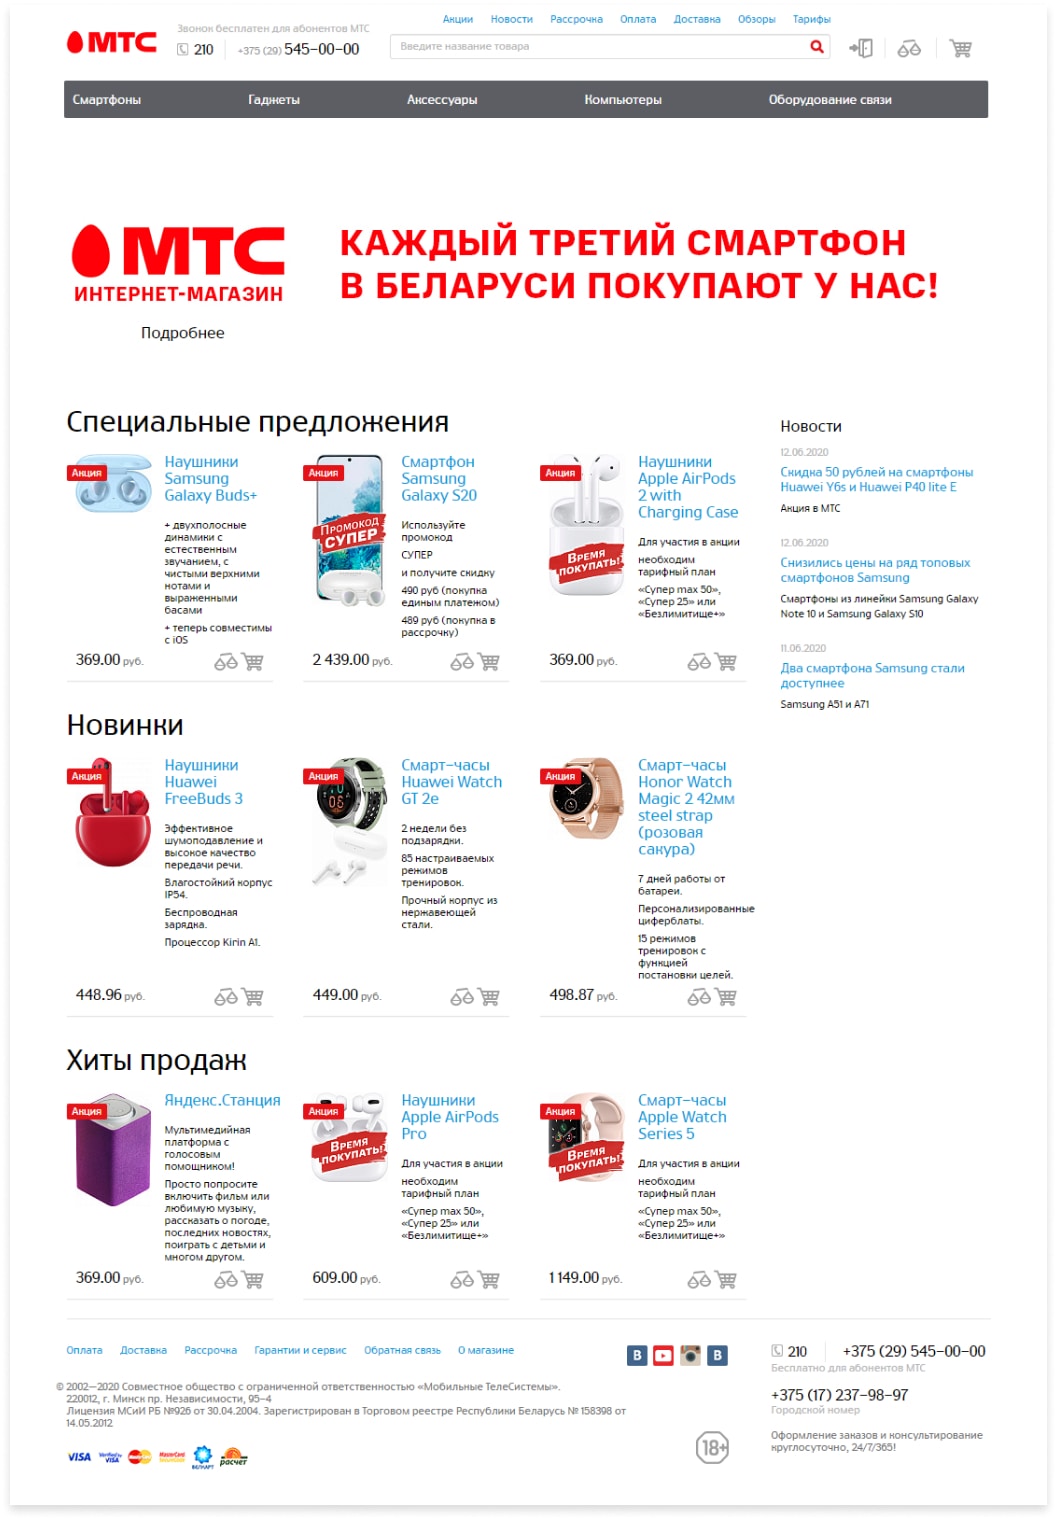 МТС
Звонок бесплатен для абонентов МТС
210
+375 (29) 545-00-00
Акции Новости Рассрочка Оплата Доставка Обзоры Тарифы
Введите название товара
Смартфоны Гаджеты Аксессуары Компьютеры Оборудование связи
МТС
ИНТЕРНЕТ-МАГАЗИН
КАЖДЫЙ ТРЕТИЙ СМАРТФОН
В БЕЛАРУСИ ПОКУПАЮТ У НАС!
Подробнее
Специальные предложения
Акция
Наушники
Samsung
Galaxy Buds+
+ двухполосные
динамики с
естественным
звучанием, с
чистыми верхними
нотами и
выраженными
басами
+ теперь совместимы
с iOS
369.00 руб.
Акция
ПРОМОКОД
СУПЕР
Смартфон
Samsung
Galaxy S20
Используйте
промокод
СУПЕР
и получите скидку
490 руб (покупка
единым платежом)
489 руб (покупка в
рассрочку)
2 439.00 руб.
Акция
ВРЕМЯ
ПОКУПАТЬ!
Наушники
Apple AirPods
2 with
Charging Case
Для участия в акции
необходим
тарифный план
«Супер max 50»,
«Супер 25» или
«Безлимитище+»
369.00 руб.
Новости
12.06.2020
Скидка 50 рублей на смартфоны
Huawei Y6s и Huawei P40 lite E
Акция в МТС
12.06.2020
Снизились цены на ряд топовых
смартфонов Samsung
Смартфоны из линейки Samsung Galaxy
Note 10 и Samsung Galaxy S10
11.06.2020
Два смартфона Samsung стали
доступнее
Samsung A51 и A71
Новинки
Акция
Наушники
Huawei
FreeBuds 3
Эффективное
шумоподавление и
высокое качество
передачи речи.
Влагостойкий корпус
IP54.
Беспроводная
зарядка.
Процессор Kirin A1.
448.96 руб.
Акция
Смарт-часы
Huawei Watch
GT 2e
2 недели без
подзарядки.
85 настраиваемых
режимов
тренировок.
Прочный корпус из
нержавеющей
стали.
449.00 руб.
Акция
Смарт-часы
Honor Watch
Magic 2 42мм
steel strap
(розовая
сакура)
7 дней работы от
батареи.
Персонализированные
циферблаты.
15 режимов
тренировок с
функцией
постановки целей.
498.87 руб.
Хиты продаж
Акция
Яндекс.Станция
Мультимедийная
платформа с
голосовым
помощником!
Просто попросите
включить фильм или
любимую музыку,
рассказать о погоде,
последних новостях,
поиграть с детьми и
многом другом.
369.00 руб.
Акция
ВРЕМЯ
ПОКУПАТЬ!
Наушники
Apple AirPods
Pro
Для участия в акции
необходим
тарифный план
«Супер max 50»,
«Супер 25» или
«Безлимитище+»
609.00 руб.
Акция
ВРЕМЯ
ПОКУПАТЬ!
Смарт-часы
Apple Watch
Series 5
Для участия в акции
необходим
тарифный план
«Супер max 50»,
«Супер 25» или
«Безлимитище+»
1 149.00 руб.
Оплата Доставка Рассрочка Гарантии и сервис Обратная связь О магазине
B B
210
+375 (29) 545-00-00
Бесплатно для абонентов МТС
+375 (17) 237-98-97
Городской номер
Оформление заказов и консультирование
круглосуточно, 24/7/365!
© 2002—2020 Совместное общество с ограниченной ответственностью «Мобильные ТелеСистемы».
220012, г. Минск пр. Независимости, 95-4
Лицензия МСиИ РБ №926 от 30.04.2004. Зарегистрирован в Торговом реестре Республики Беларусь № 158398 от
14.05.2012
18+
VISA Verified by VISA MasterCard MasterCard БЕЛКАРТ расчет